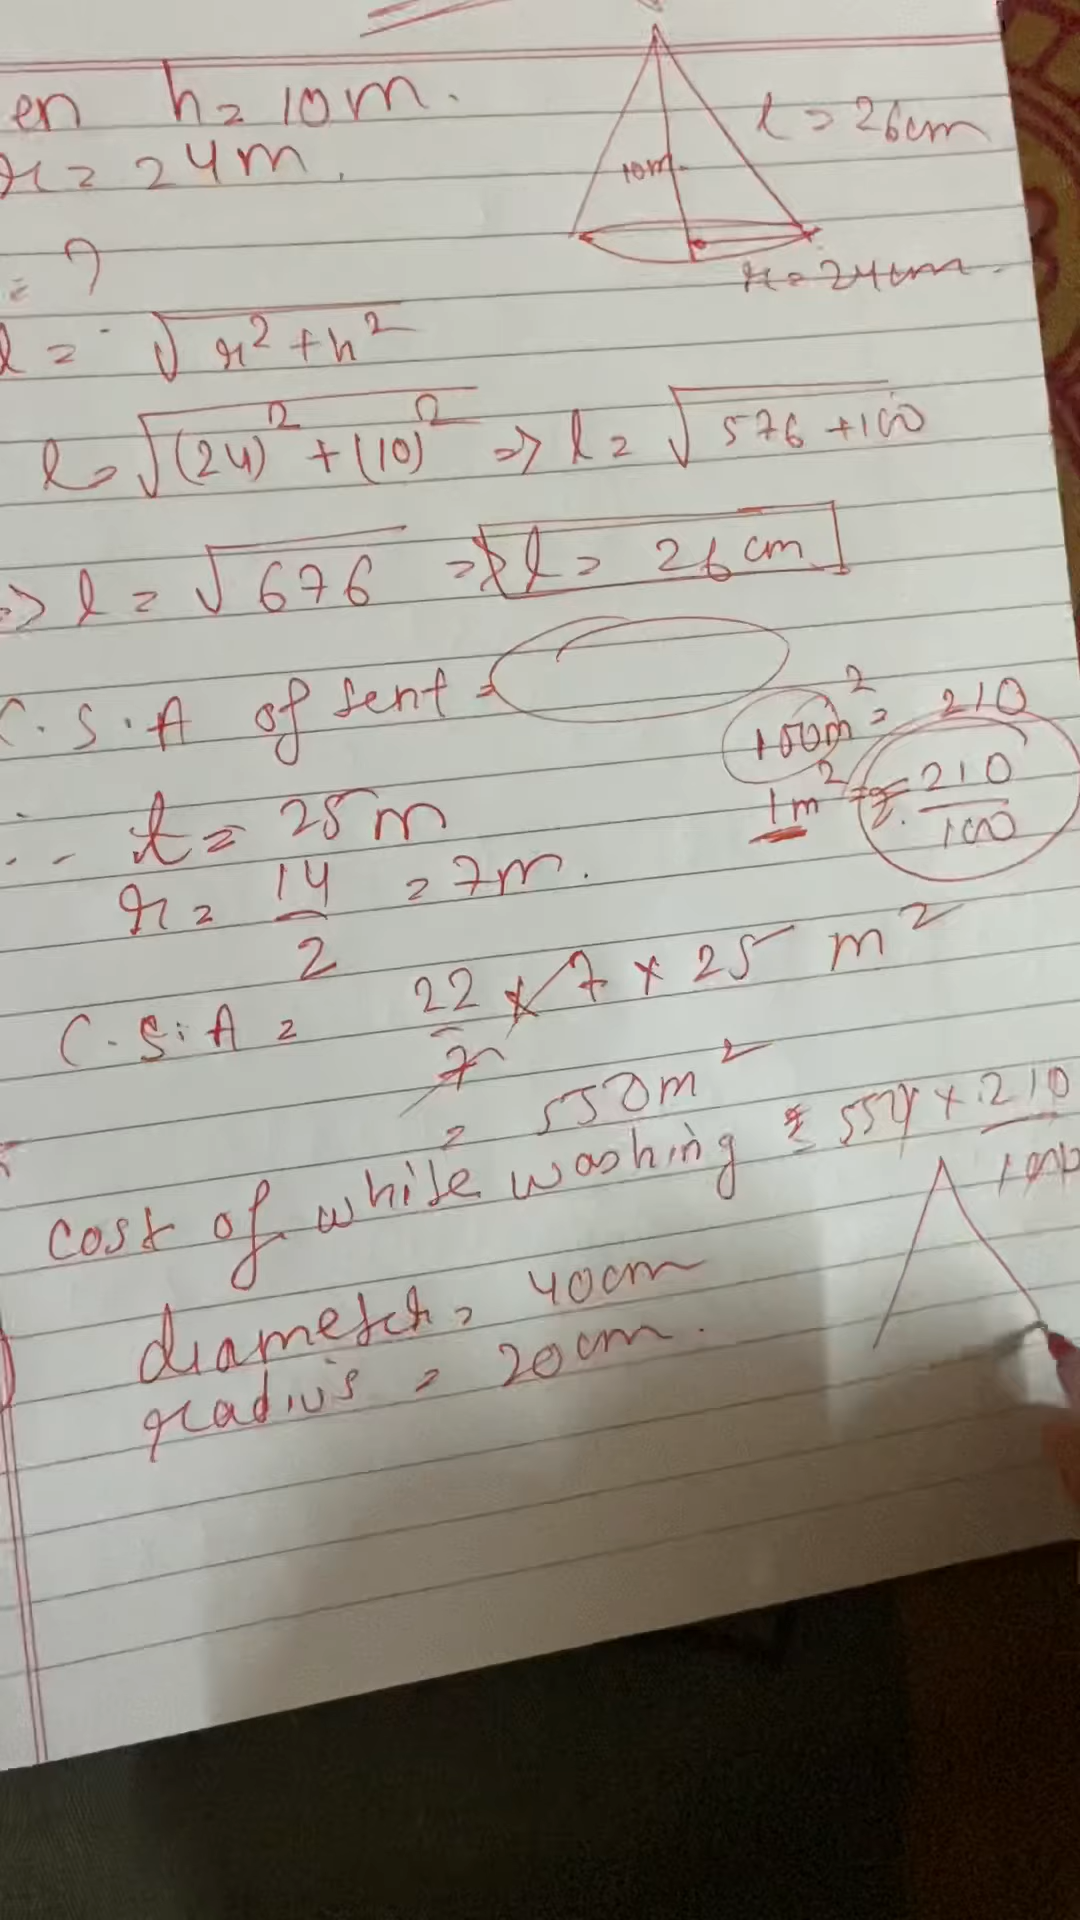 en h = 10m.
r = 24m.
l = 26cm
10m
r = 24cm.
= ?
l = √r² + h²
l = √(24)² + (10)² => l = √576 + 100
=> l = √676 => l = 26 cm
C.S.A of tent =
100m² = 210
1m² = 210/100
l = 25m
r = 14/2 = 7m.
C.S.A = 22/7 × 7 × 25 m²
= 550m²
cost of white washing = 550 × 210/100
diameter = 40cm
radius = 20cm.